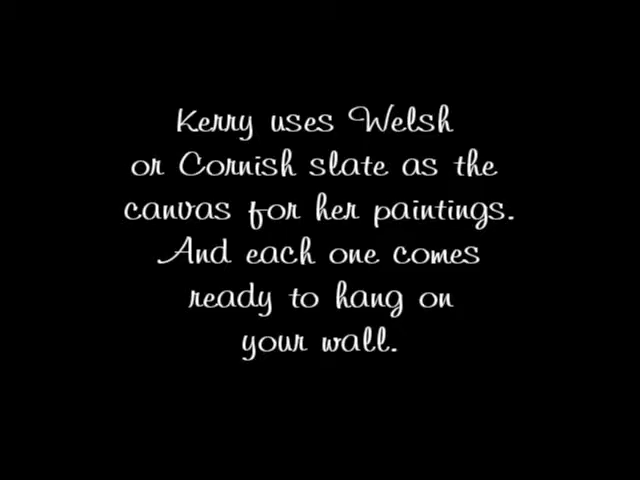 Kerry uses Welsh
or Cornish slate as the
canvas for her paintings.
And each one comes
ready to hang on
your wall.